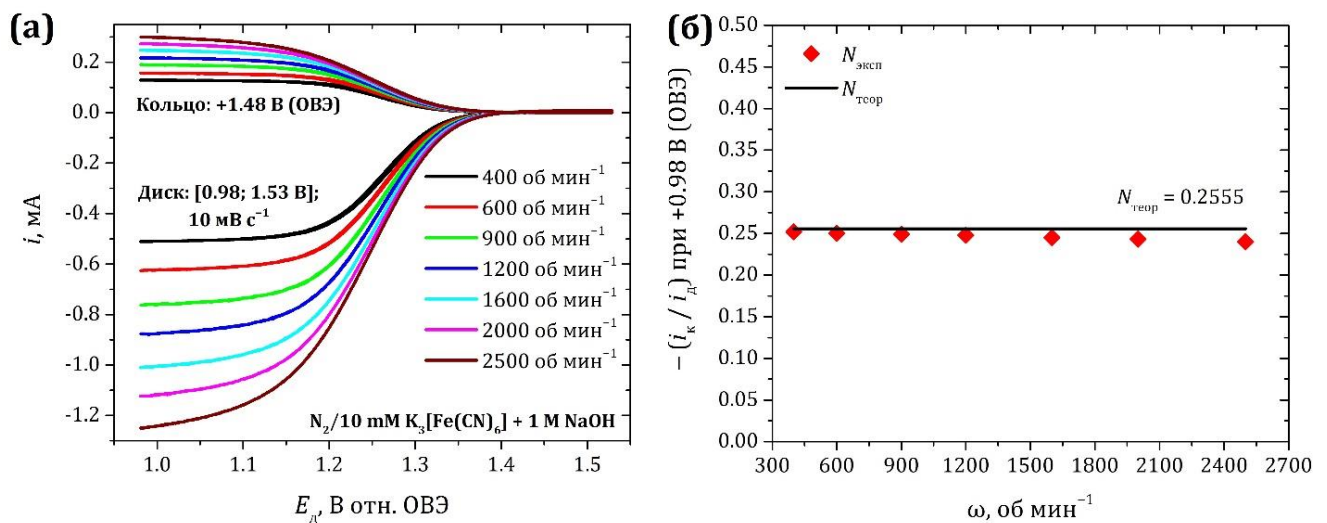 (а)
0.2
0.0
-0.2
-0.4
-0.6
-0.8
-1.0
-1.2
i, мА
Кольцо: +1.48 В (ОВЭ)
Диск: [0.98; 1.53 В];
10 мВ с⁻¹
400 об мин⁻¹
600 об мин⁻¹
900 об мин⁻¹
1200 об мин⁻¹
1600 об мин⁻¹
2000 об мин⁻¹
2500 об мин⁻¹
N₂/10 mM K₃[Fe(CN)₆] + 1 M NaOH
1.0 1.1 1.2 1.3 1.4 1.5
Eд, В отн. ОВЭ
(б)
0.50
0.45
0.40
0.35
0.30
0.25
0.20
0.15
0.10
0.05
0.00
− (iк / iд) при +0.98 В (ОВЭ)
Nэксп
Nтеор
Nтеор = 0.2555
300 600 900 1200 1500 1800 2100 2400 2700
ω, об мин⁻¹